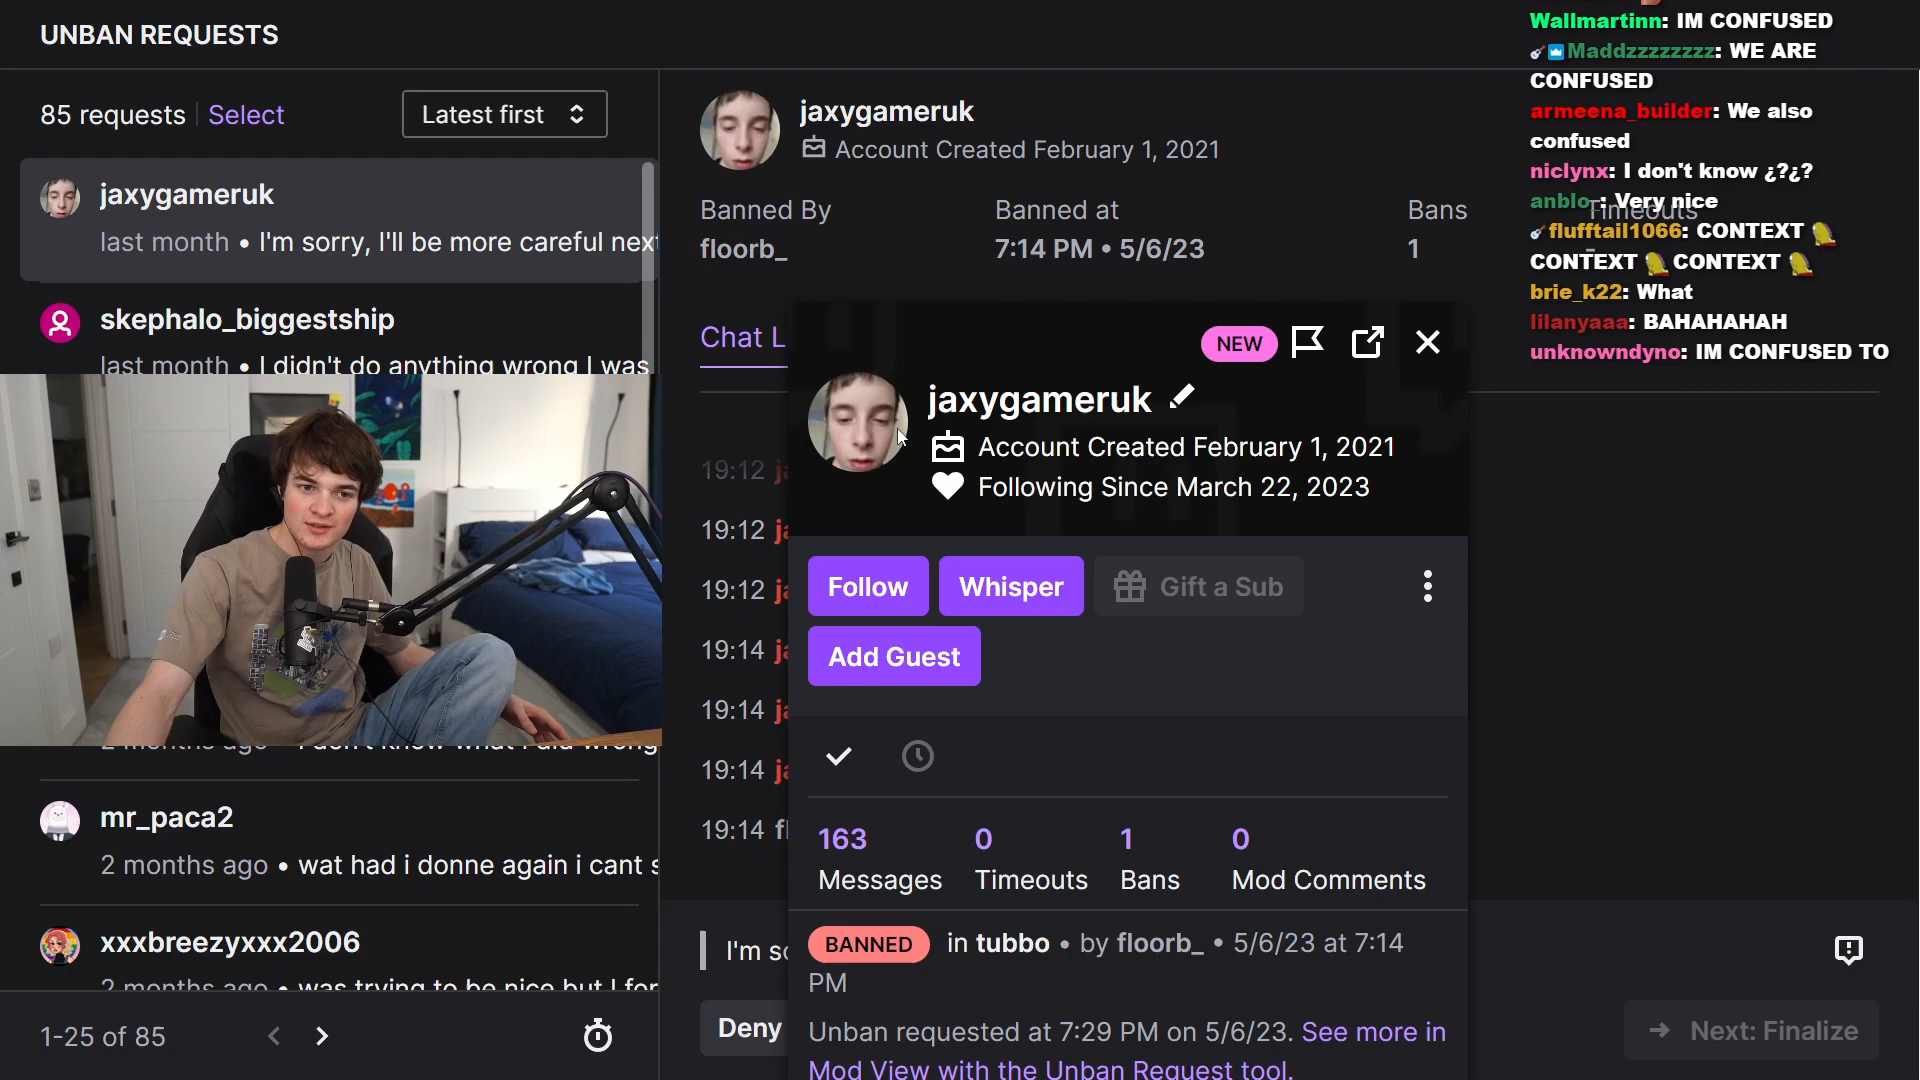 UNBAN REQUESTS
85 requests
Select
Latest first
jaxygameruk
last month • I'm sorry, I'll be more careful nex
skephalo_biggestship
last month • I didn't do anything wrong I was
2 months ago • I don't know what I did wrong
mr_paca2
2 months ago • wat had i donne again i cant s
xxxbreezyxxx2006
2 months ago • was trying to be nice but I for
1-25 of 85
jaxygameruk
Account Created February 1, 2021
Banned By
floorb_
Banned at
7:14 PM • 5/6/23
Bans
1
Timeouts
-
Chat L
19:12 ja
19:12 ja
19:12 ja
19:14 ja
19:14 ja
19:14 ja
19:14 fl
I'm so
Deny
NEW
jaxygameruk
Account Created February 1, 2021
Following Since March 22, 2023
Follow
Whisper
Gift a Sub
Add Guest
163
Messages
0
Timeouts
1
Bans
0
Mod Comments
BANNED in tubbo • by floorb_ • 5/6/23 at 7:14
PM
Unban requested at 7:29 PM on 5/6/23. See more in
Mod View with the Unban Request tool.
Next: Finalize
Wallmartinn: IM CONFUSED
Maddzzzzzzzz: WE ARE
CONFUSED
armeena_builder: We also
confused
niclynx: I don't know ¿?¿?
anblo_: Very nice
flufftail1066: CONTEXT
CONTEXT CONTEXT
brie_k22: What
lilanyaaa: BAHAHAHAH
unknowndyno: IM CONFUSED TO